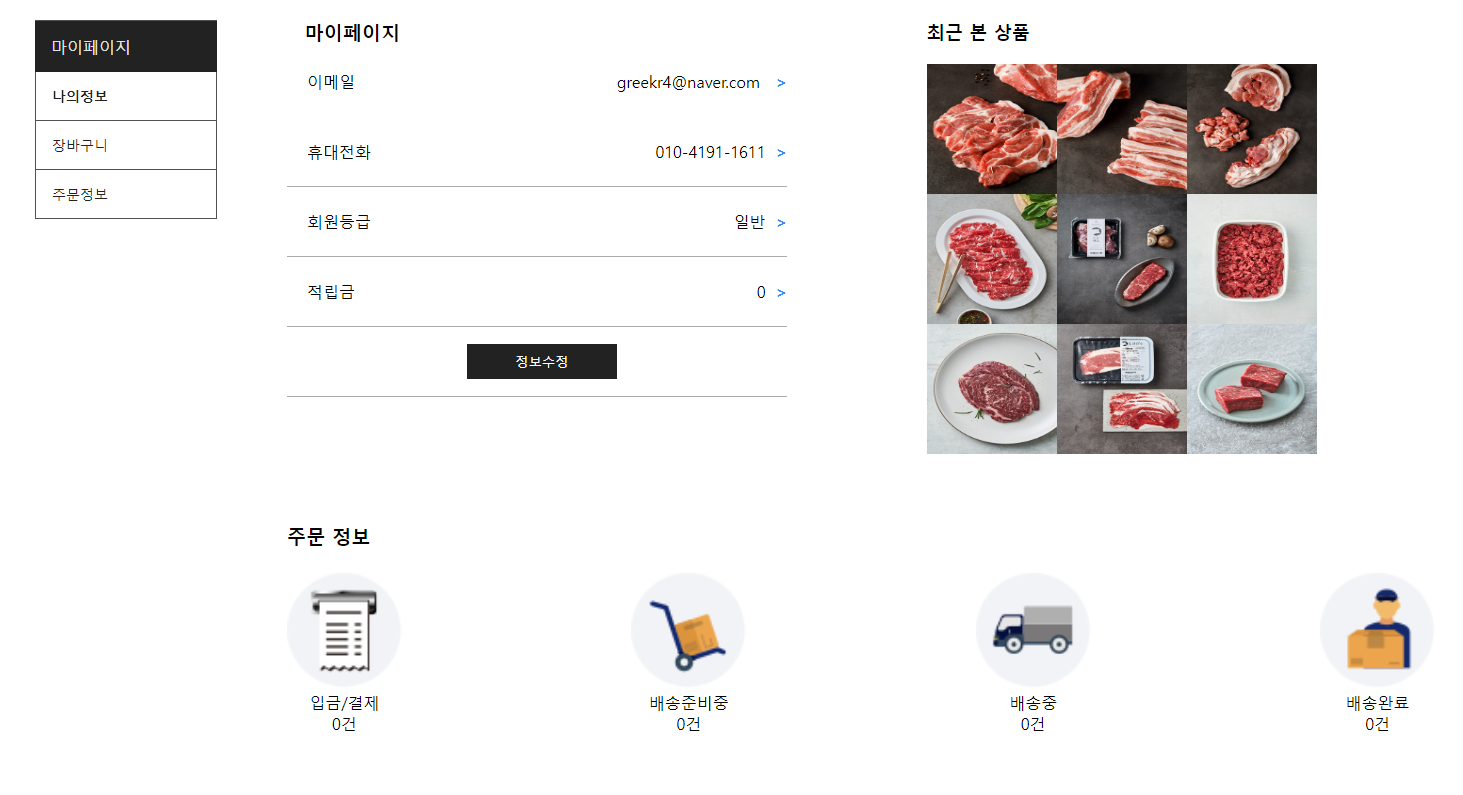 마이페이지
나의정보
장바구니
주문정보
마이페이지
이메일 greekr4@naver.com >
휴대전화 010-4191-1611 >
회원등급 일반 >
적립금 0 >
정보수정
최근 본 상품
주문 정보
입금/결제
0건
배송준비중
0건
배송중
0건
배송완료
0건